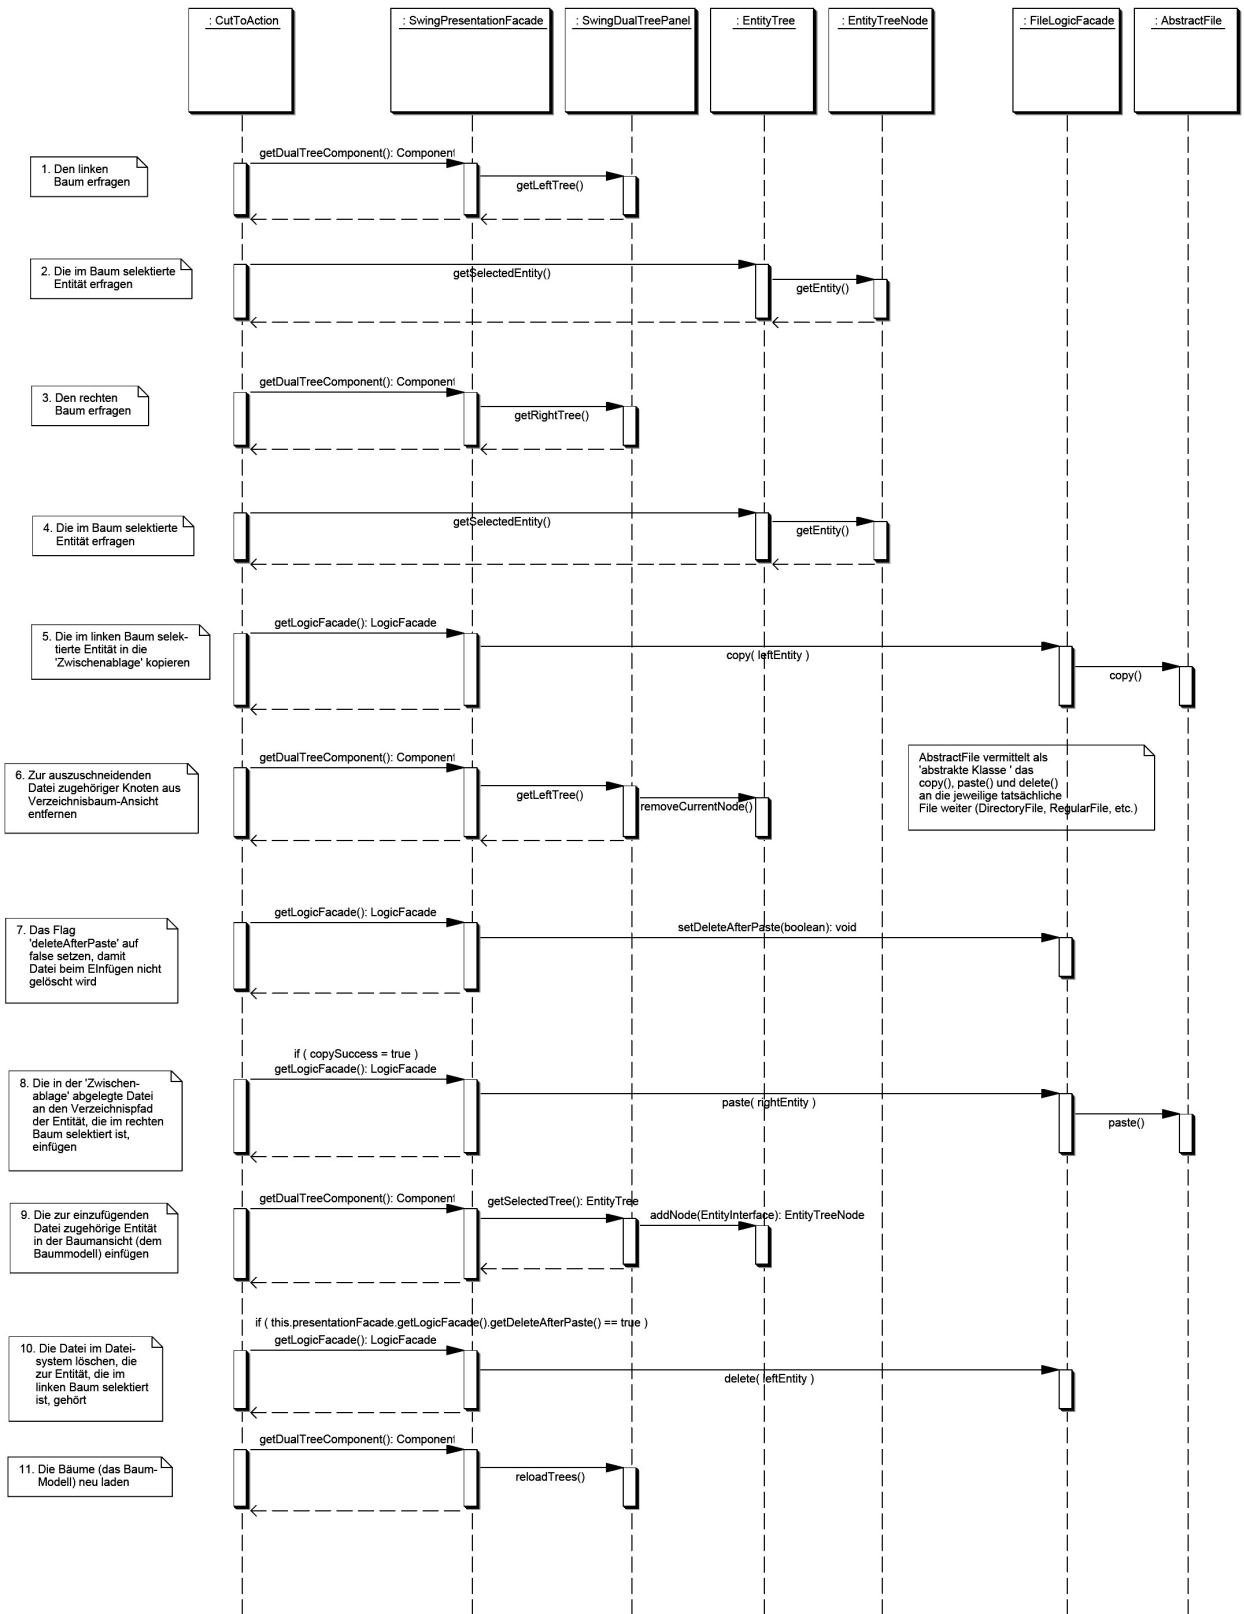 : CutToAction
: SwingPresentationFacade
: SwingDualTreePanel
: EntityTree
: EntityTreeNode
: FileLogicFacade
: AbstractFile
1. Den linken
Baum erfragen
getDualTreeComponent(): Component
getLeftTree()
2. Die im Baum selektierte
Entität erfragen
getSelectedEntity()
getEntity()
3. Den rechten
Baum erfragen
getDualTreeComponent(): Component
getRightTree()
4. Die im Baum selektierte
Entität erfragen
getSelectedEntity()
getEntity()
5. Die im linken Baum selek-
tierte Entität in die
'Zwischenablage' kopieren
getLogicFacade(): LogicFacade
copy( leftEntity )
copy()
6. Zur auszuschneidenden
Datei zugehöriger Knoten aus
Verzeichnisbaum-Ansicht
entfernen
getDualTreeComponent(): Component
getLeftTree()
removeCurrentNode()
AbstractFile vermittelt als
'abstrakte Klasse ' das
copy(), paste() und delete()
an die jeweilige tatsächliche
File weiter (DirectoryFile, RegularFile, etc.)
7. Das Flag
'deleteAfterPaste' auf
false setzen, damit
Datei beim EInfügen nicht
gelöscht wird
getLogicFacade(): LogicFacade
setDeleteAfterPaste(boolean): void
8. Die in der 'Zwischen-
ablage' abgelegte Datei
an den Verzeichnispfad
der Entität, die im rechten
Baum selektiert ist,
einfügen
if ( copySuccess = true )
getLogicFacade(): LogicFacade
paste( rightEntity )
paste()
9. Die zur einzufügenden
Datei zugehörige Entität
in der Baumansicht (dem
Baummodell) einfügen
getDualTreeComponent(): Component
getSelectedTree(): EntityTree
addNode(EntityInterface): EntityTreeNode
if ( this.presentationFacade.getLogicFacade().getDeleteAfterPaste() == true )
10. Die Datei im Datei-
system löschen, die
zur Entität, die im
linken Baum selektiert
ist, gehört
getLogicFacade(): LogicFacade
delete( leftEntity )
11. Die Bäume (das Baum-
Modell) neu laden
getDualTreeComponent(): Component
reloadTrees()